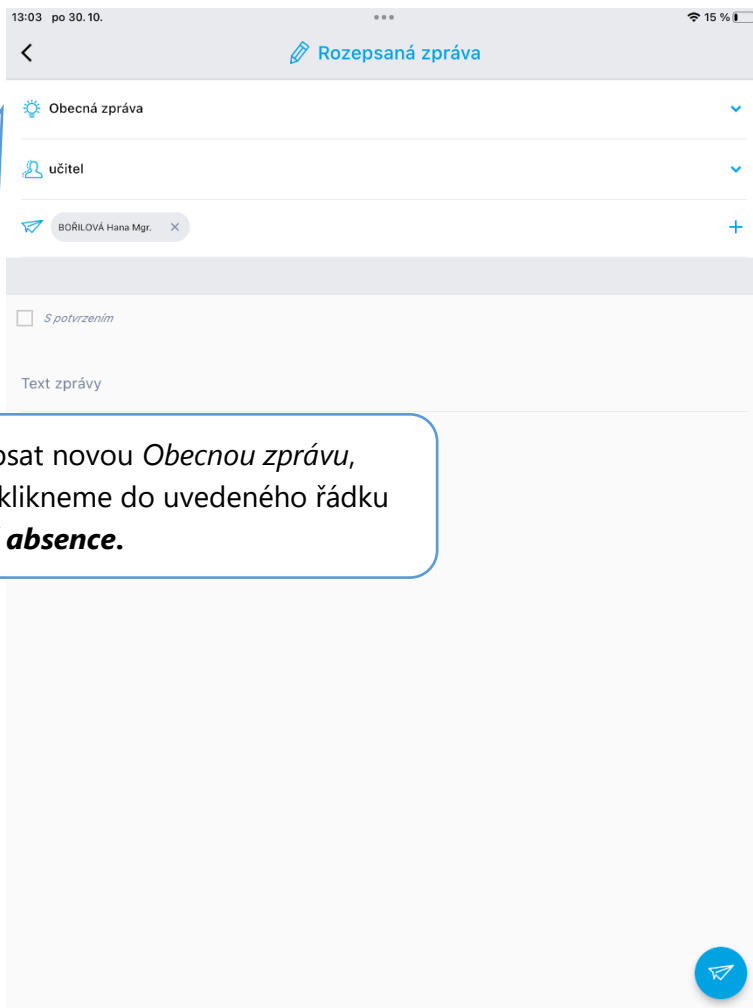 13:03 po 30.10. 15 %
Rozepsaná zpráva
Obecná zpráva
učitel
BOŘILOVÁ Hana Mgr.
S potvrzením
Text zprávy
novou Obecnou zprávu,
klikneme do uvedeného řádku
absence.